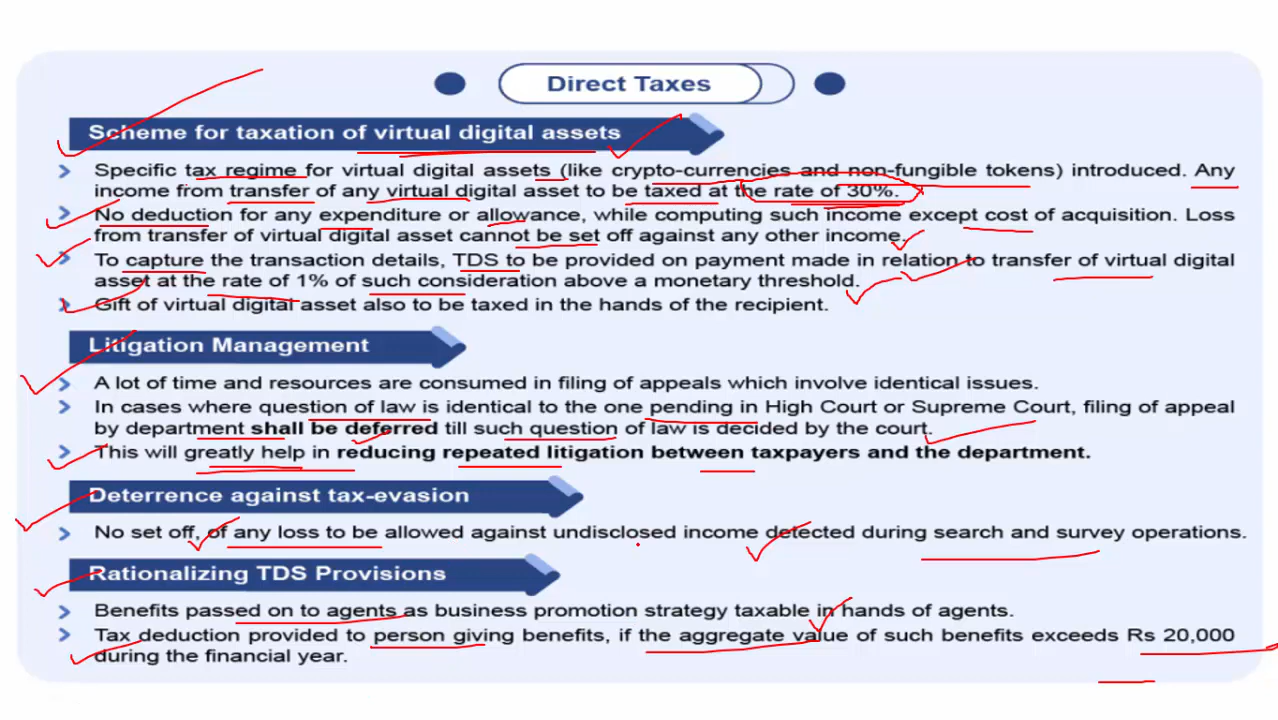 Direct Taxes
Scheme for taxation of virtual digital assets
Specific tax regime for virtual digital assets (like crypto-currencies and non-fungible tokens) introduced. Any
income from transfer of any virtual digital asset to be taxed at the rate of 30%.
No deduction for any expenditure or allowance, while computing such income except cost of acquisition. Loss
from transfer of virtual digital asset cannot be set off against any other income.
To capture the transaction details, TDS to be provided on payment made in relation to transfer of virtual digital
asset at the rate of 1% of such consideration above a monetary threshold.
Gift of virtual digital asset also to be taxed in the hands of the recipient.
Litigation Management
A lot of time and resources are consumed in filing of appeals which involve identical issues.
In cases where question of law is identical to the one pending in High Court or Supreme Court, filing of appeal
by department shall be deferred till such question of law is decided by the court.
This will greatly help in reducing repeated litigation between taxpayers and the department.
Deterrence against tax-evasion
No set off, of any loss to be allowed against undisclosed income detected during search and survey operations.
Rationalizing TDS Provisions
Benefits passed on to agents as business promotion strategy taxable in hands of agents.
Tax deduction provided to person giving benefits, if the aggregate value of such benefits exceeds Rs 20,000
during the financial year.